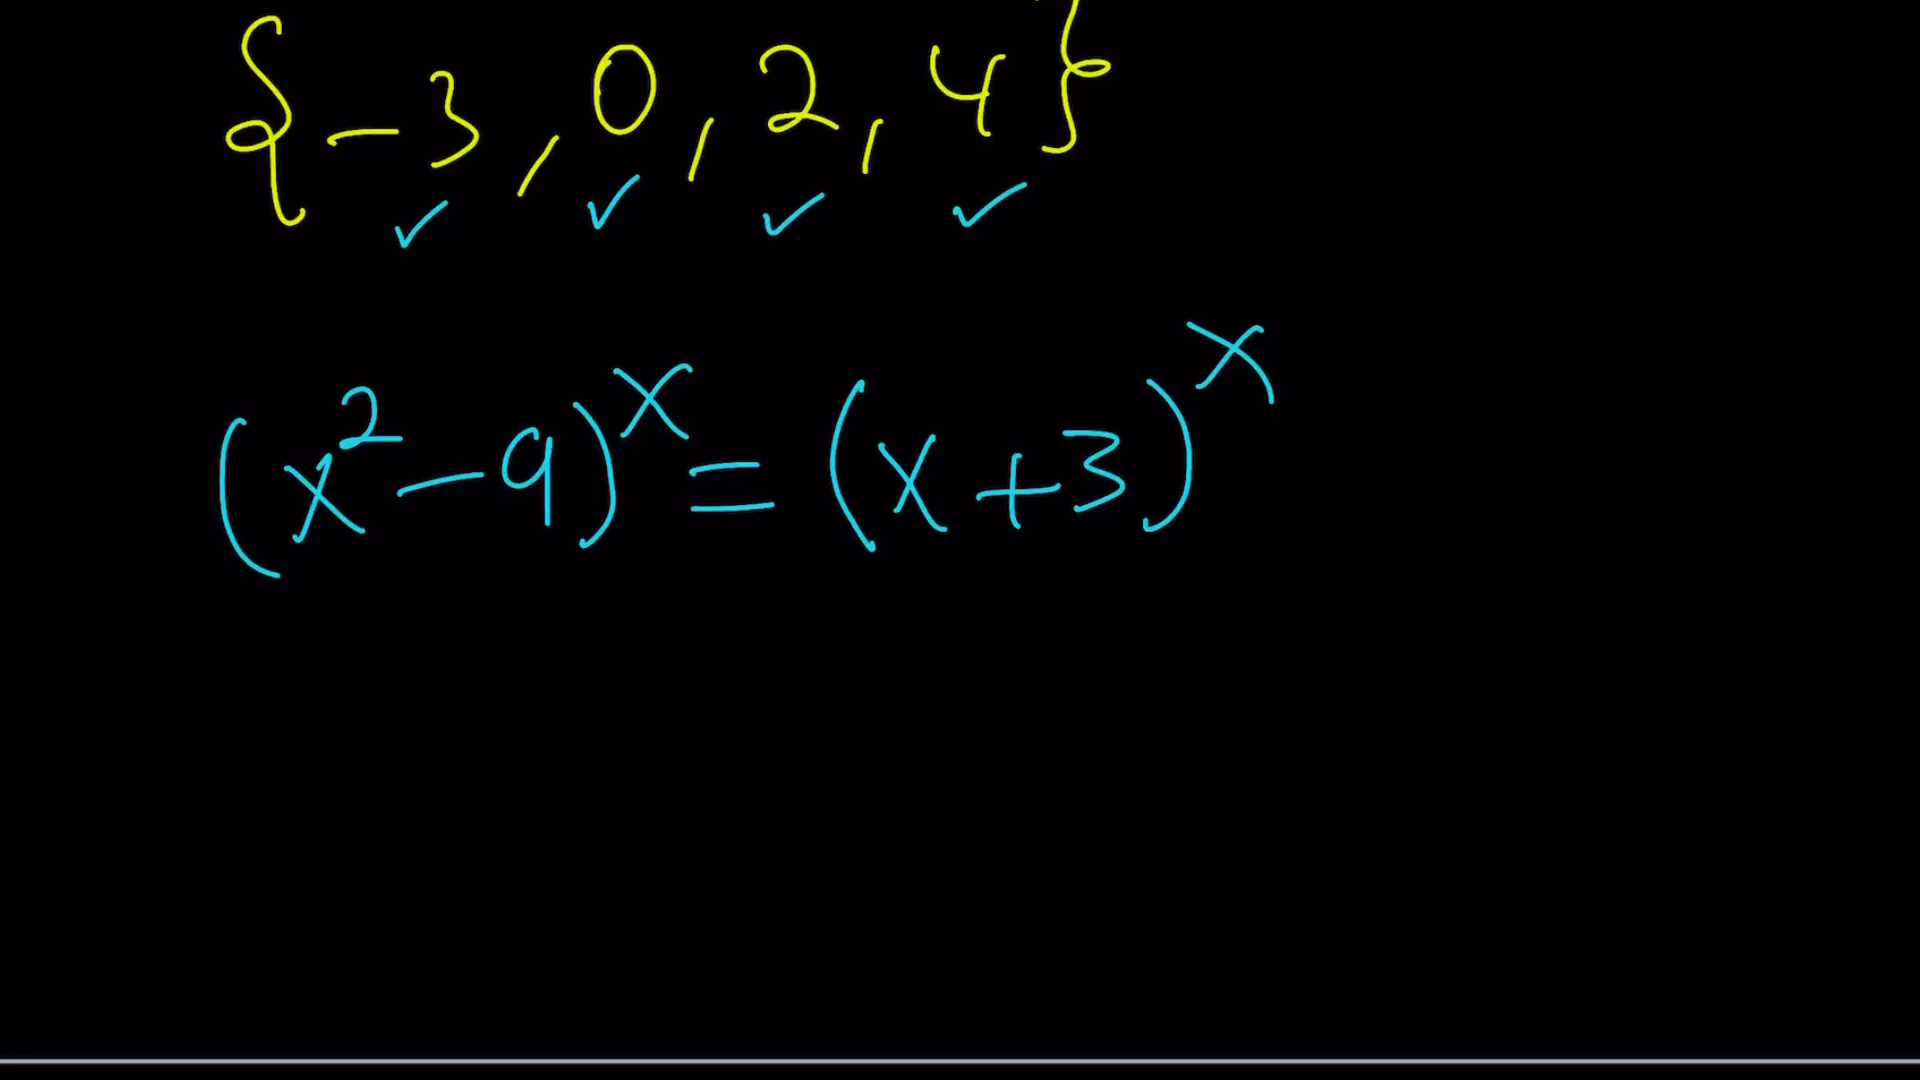 {-3, 0, 2, 4}
✓ ✓ ✓ ✓
(x²-9)ˣ = (x+3)ˣ